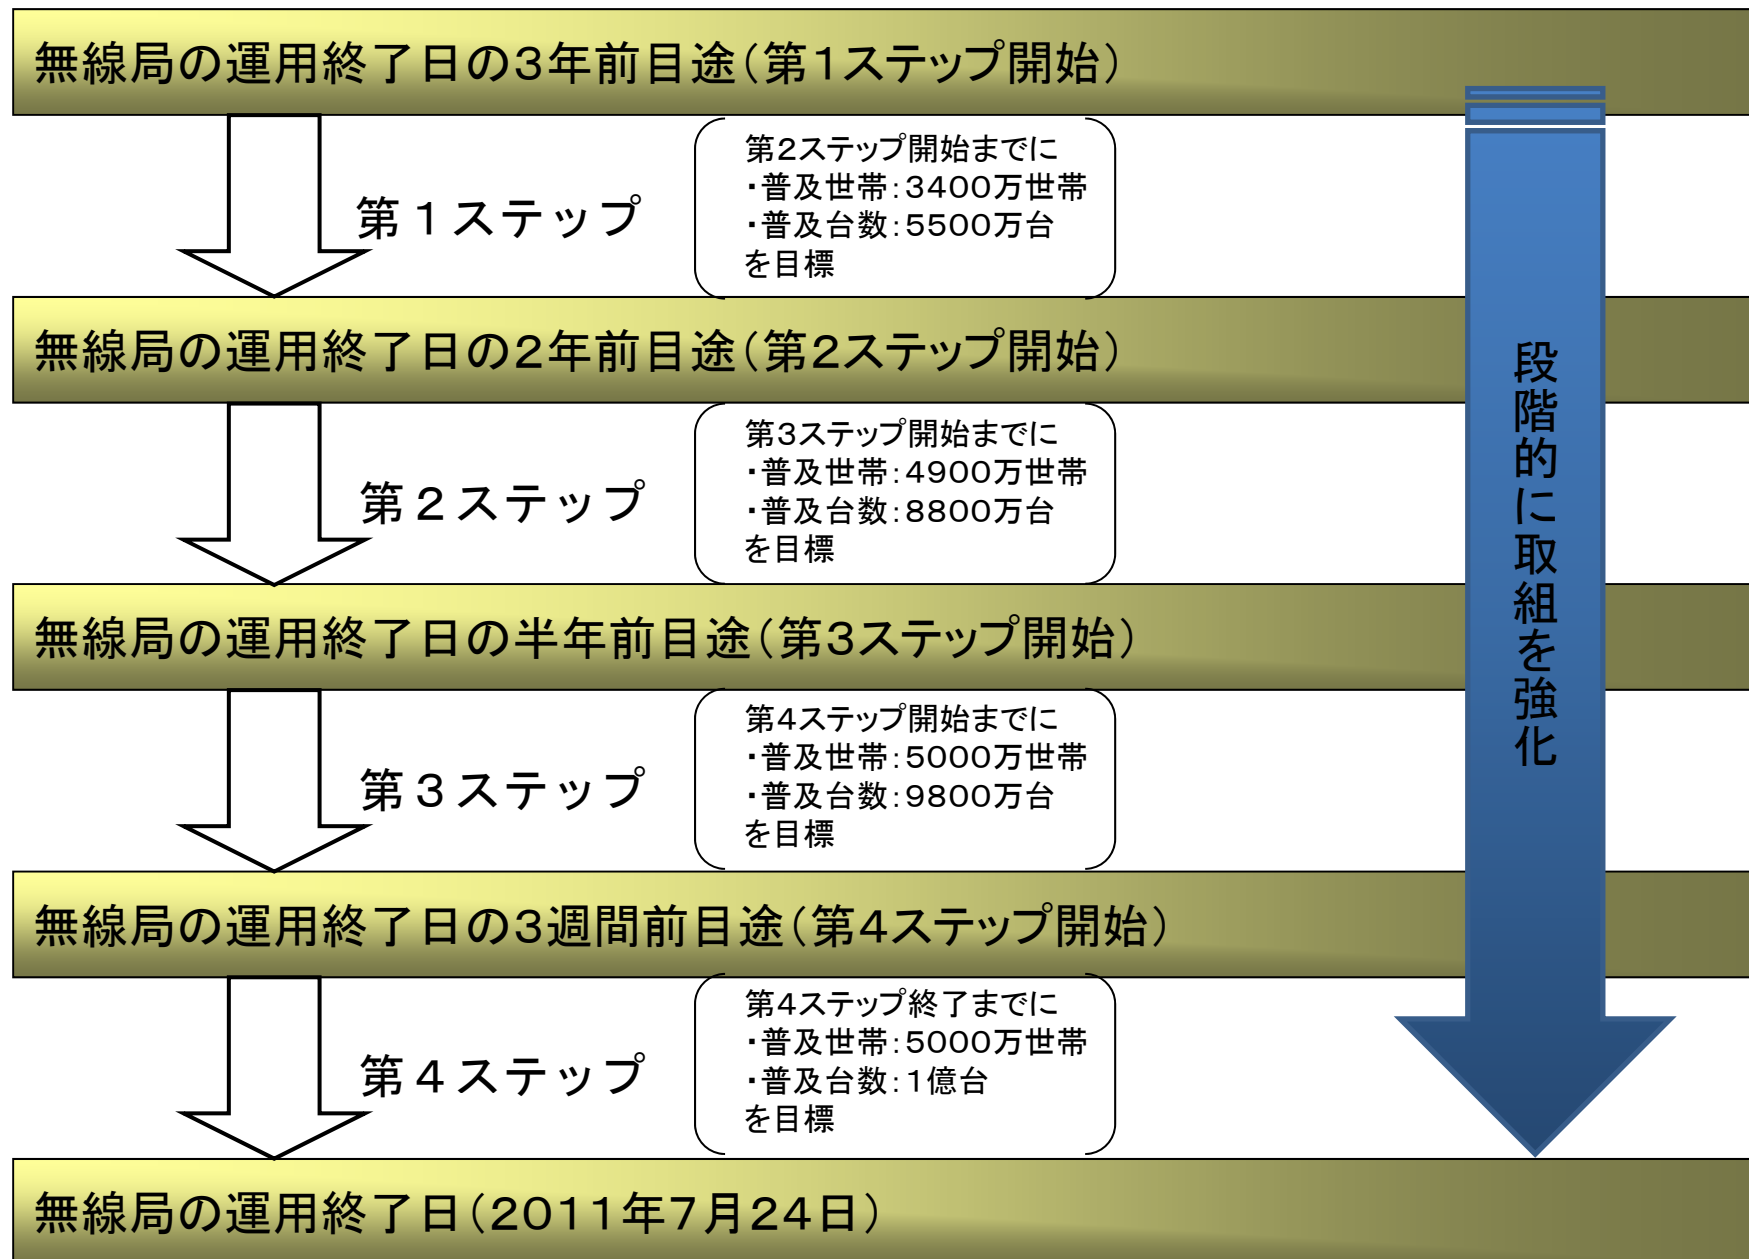 無線局の運用終了日の3年前目途(第1ステップ開始)
第1ステップ
第2ステップ開始までに
・普及世帯:3400万世帯
・普及台数:5500万台
を目標
無線局の運用終了日の2年前目途(第2ステップ開始)
第2ステップ
第3ステップ開始までに
・普及世帯:4900万世帯
・普及台数:8800万台
を目標
無線局の運用終了日の半年前目途(第3ステップ開始)
第3ステップ
第4ステップ開始までに
・普及世帯:5000万世帯
・普及台数:9800万台
を目標
無線局の運用終了日の3週間前目途(第4ステップ開始)
第4ステップ
第4ステップ終了までに
・普及世帯:5000万世帯
・普及台数:1億台
を目標
無線局の運用終了日(2011年7月24日)
段階的に取組を強化